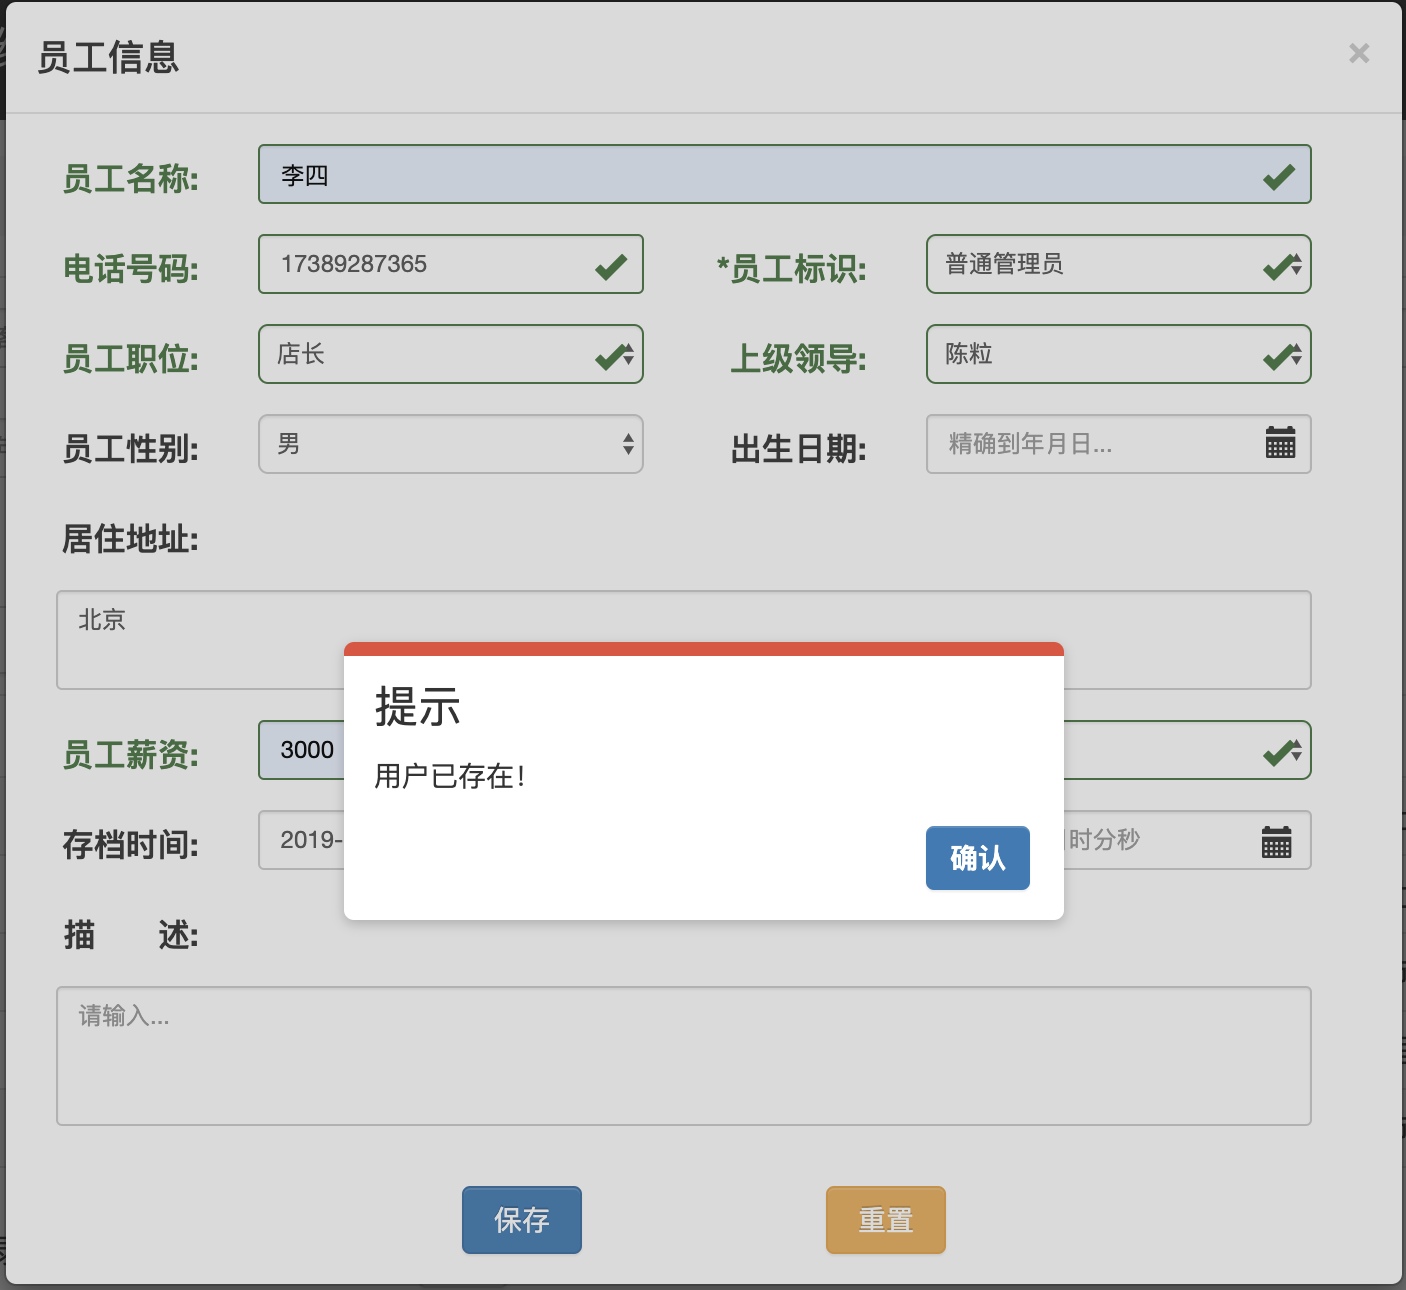 员工信息
×
员工名称: 李四
电话号码: 17389287365 *员工标识: 普通管理员
员工职位: 店长 上级领导: 陈粒
员工性别: 男 出生日期: 精确到年月日...
居住地址:
北京
提示
员工薪资: 3000
用户已存在!
存档时间: 2019- 时分秒
确认
描 述:
请输入...
保存 重置